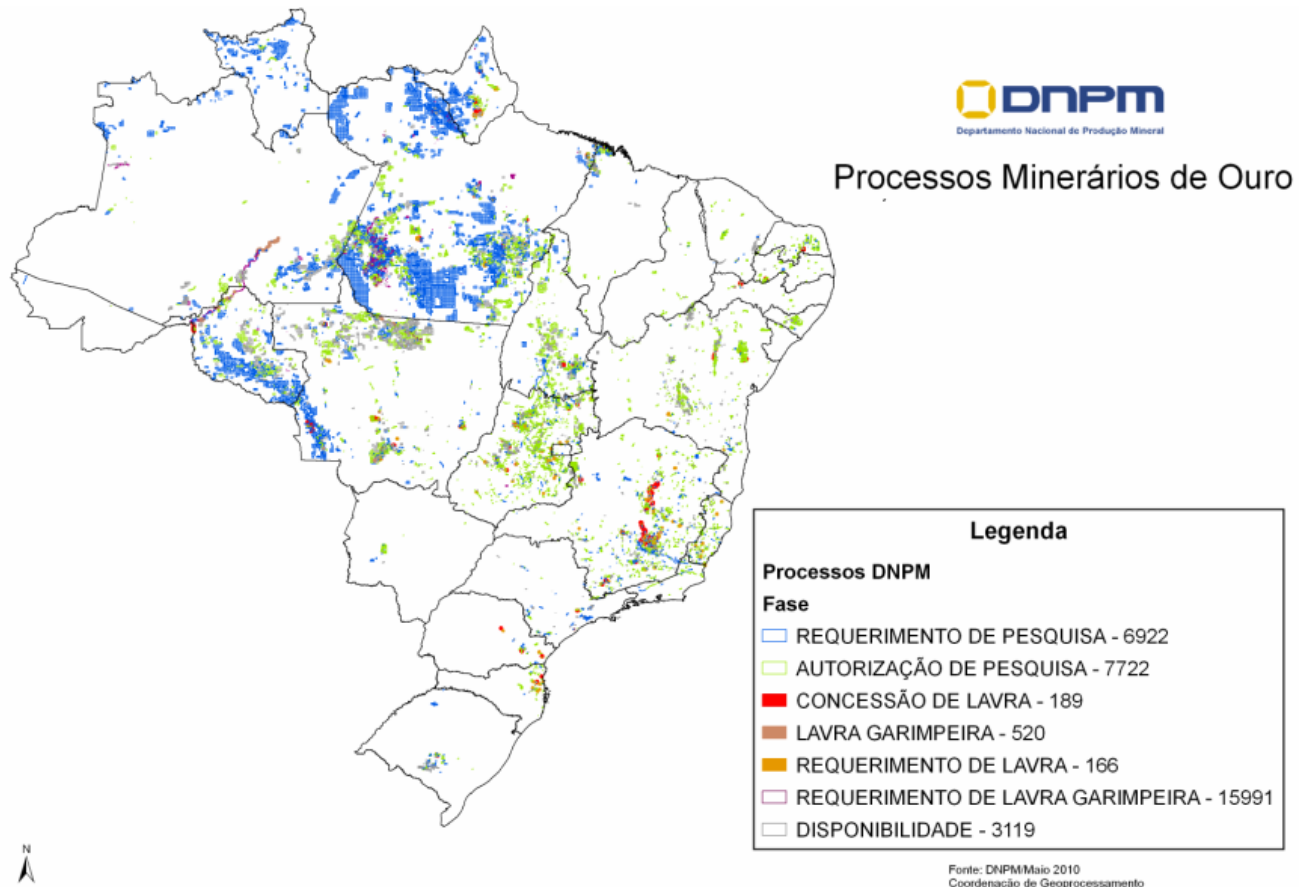 DNPM
Departamento Nacional de Produção Mineral
Processos Minerários de Ouro
Legenda
Processos DNPM
Fase
REQUERIMENTO DE PESQUISA - 6922
AUTORIZAÇÃO DE PESQUISA - 7722
CONCESSÃO DE LAVRA - 189
LAVRA GARIMPEIRA - 520
REQUERIMENTO DE LAVRA - 166
REQUERIMENTO DE LAVRA GARIMPEIRA - 15991
DISPONIBILIDADE - 3119
N
Fonte: DNPM/Maio 2010
Coordenação de Geoprocessamento